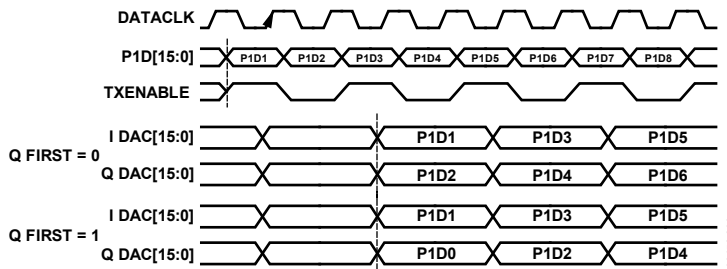 DATACLK
P1D[15:0] P1D1 P1D2 P1D3 P1D4 P1D5 P1D6 P1D7 P1D8
TXENABLE
Q FIRST = 0
I DAC[15:0] P1D1 P1D3 P1D5
Q DAC[15:0] P1D2 P1D4 P1D6
Q FIRST = 1
I DAC[15:0] P1D1 P1D3 P1D5
Q DAC[15:0] P1D0 P1D2 P1D4